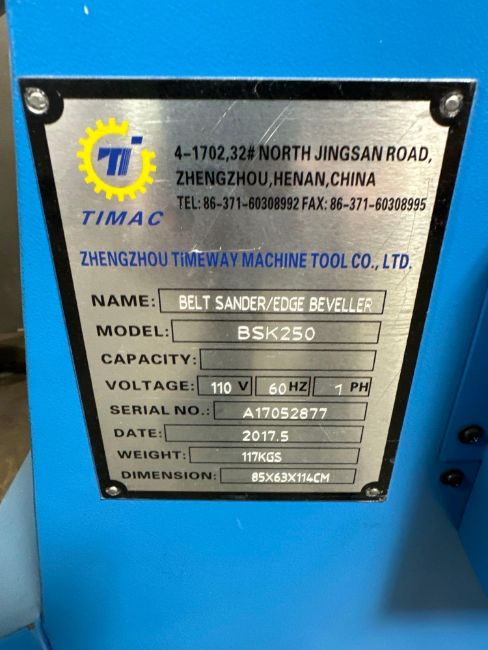 Ti
TIMAC
4-1702,32# NORTH JINGSAN ROAD,
ZHENGZHOU,HENAN,CHINA
TEL: 86-371-60308992 FAX: 86-371-60308995
ZHENGZHOU TiMEWAY MACHINE TOOL CO., LTD.
NAME: BELT SANDER/EDGE BEVELLER
MODEL: BSK250
CAPACITY:
VOLTAGE: 110 V 60 HZ 1 PH
SERIAL NO.: A17052877
DATE: 2017.5
WEIGHT: 117KGS
DIMENSION: 85X63X114CM